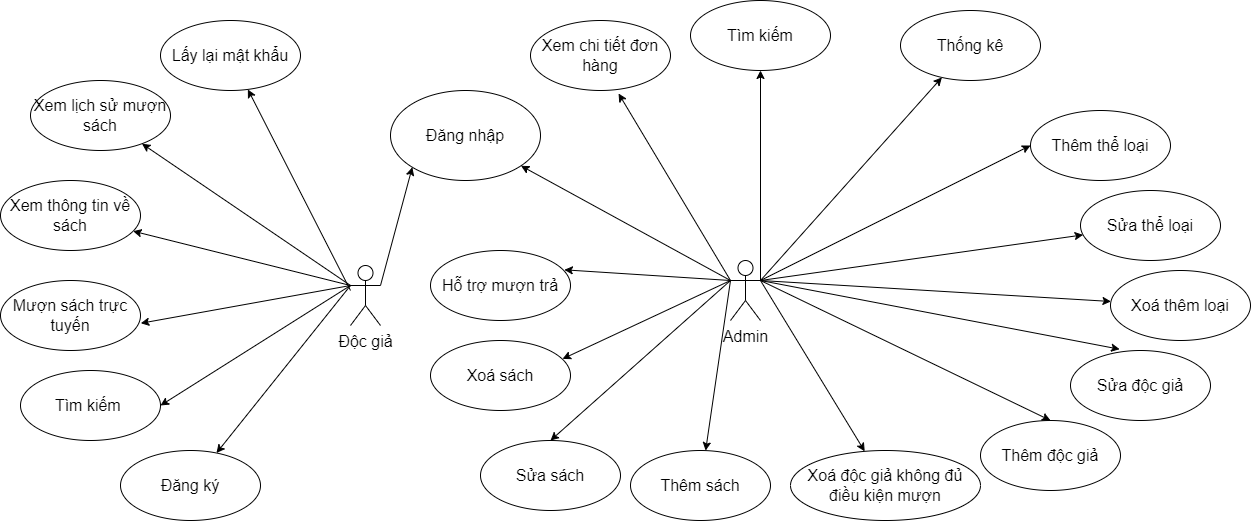 Lấy lại mật khẩu
Xem lịch sử mượn
sách
Xem thông tin về
sách
Mượn sách trực
tuyến
Tìm kiếm
Đăng ký
Độc giả
Đăng nhập
Xem chi tiết đơn
hàng
Tìm kiếm
Thống kê
Thêm thể loại
Sửa thể loại
Xoá thêm loại
Sửa độc giả
Thêm độc giả
Xoá độc giả không đủ
điều kiện mượn
Thêm sách
Sửa sách
Xoá sách
Hỗ trợ mượn trả
Admin